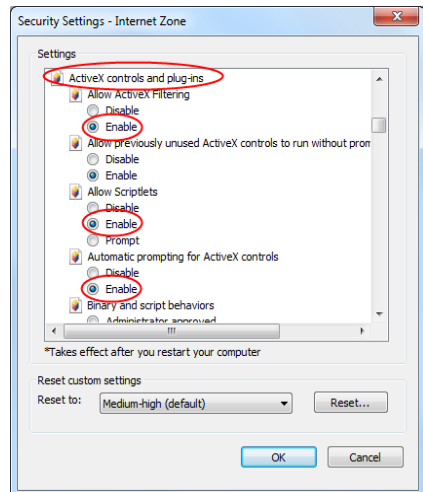 Security Settings - Internet Zone
Settings
ActiveX controls and plug-ins
Allow ActiveX Filtering
Disable
Enable
Allow previously unused ActiveX controls to run without prom
Disable
Enable
Allow Scriptlets
Disable
Enable
Prompt
Automatic prompting for ActiveX controls
Disable
Enable
Binary and script behaviors
Administrator approved
*Takes effect after you restart your computer
Reset custom settings
Reset to:
Medium-high (default)
Reset...
OK
Cancel